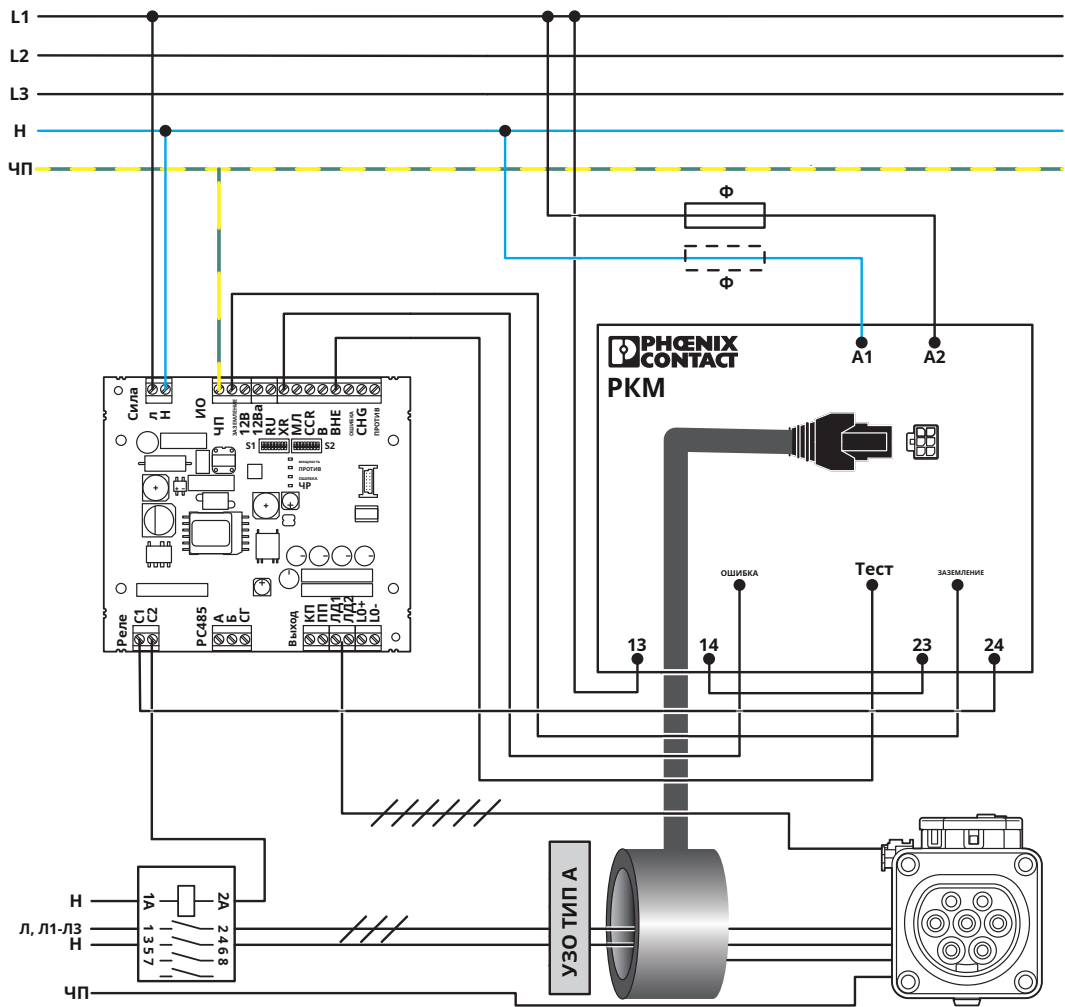 L1
L2
L3
Н
ЧП
Ф
Ф
PHŒNIX
CONTACT
РКМ
A1
A2
Сила
Л
Н
ИО
ЧП
ЗАЗЕМЛЕНИЕ
12В
12Ва
RU
XR
МЛ
CCR
В
ВНЕ
ОШИБКА
CHG
ПРОТИВ
S1
S2
мощность
ПРОТИВ
ОШИБКА
ЧР
ОШИБКА
Тест
ЗАЗЕМЛЕНИЕ
13
14
23
24
Реле
С1
С2
РС485
А
Б
СГ
Выход
КП
ПП
ЛД1
ЛД2
L0+
L0-
Н
1А
2А
Л, Л1-Л3
1
2
Н
3
4
5
6
7
8
УЗО ТИП А
ЧП